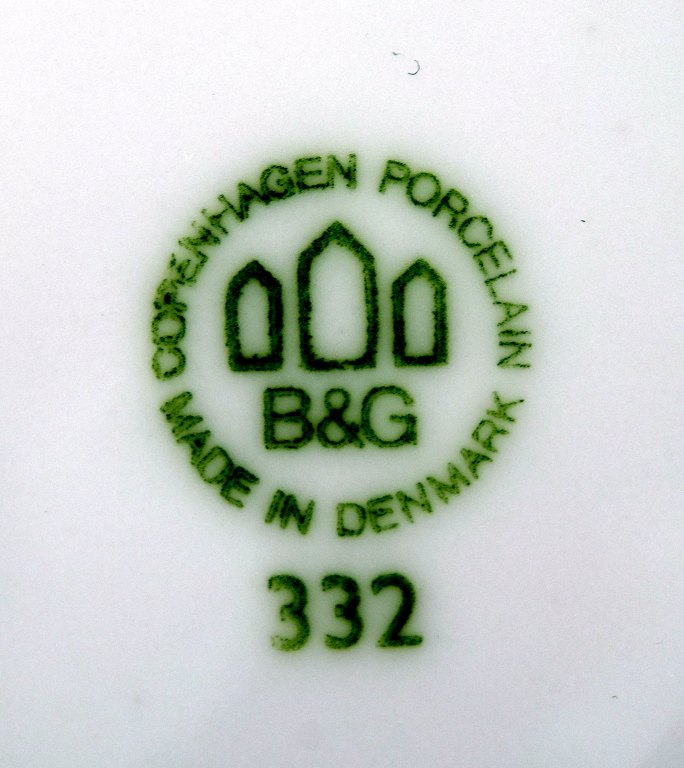 COPENHAGEN PORCELAIN
B&G
MADE IN DENMARK
332